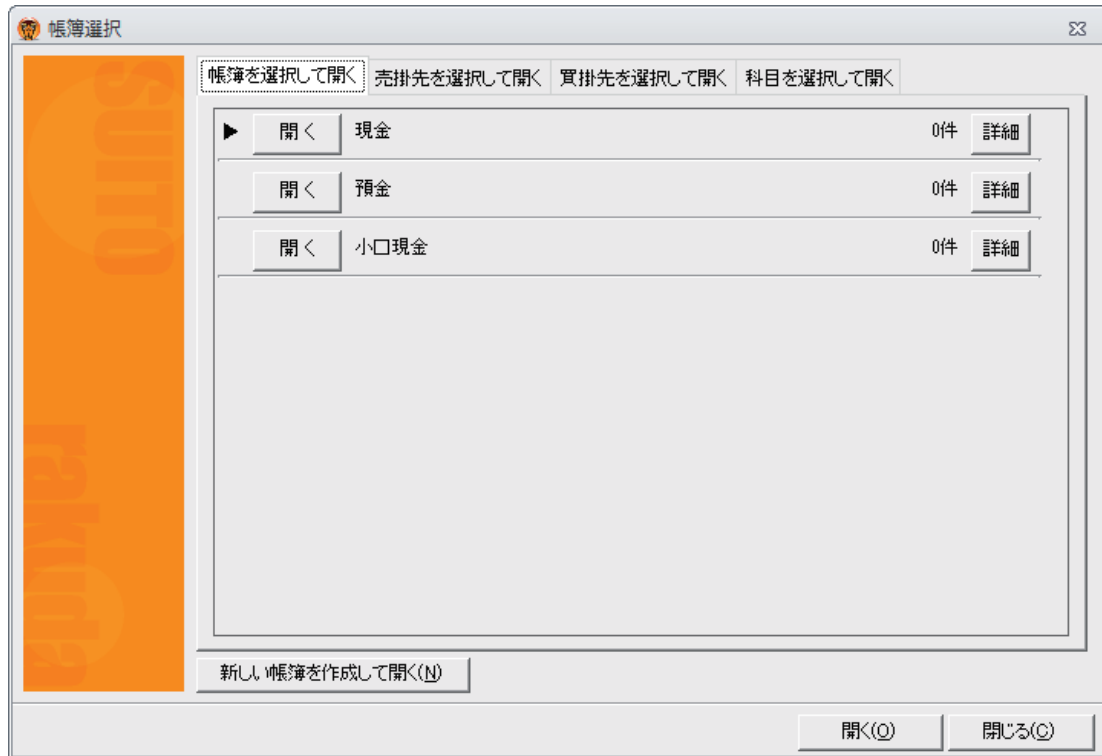 帳簿選択
SUITO
rakuda
帳簿を選択して開く 売掛先を選択して開く 買掛先を選択して開く 科目を選択して開く
▶ 開く 現金 0件 詳細
開く 預金 0件 詳細
開く 小口現金 0件 詳細
新しい帳簿を作成して開く(N)
開く(O) 閉じる(C)